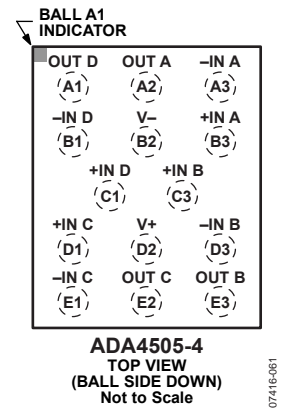 BALL A1
INDICATOR
OUT D OUT A –IN A
A1 A2 A3
–IN D V– +IN A
B1 B2 B3
+IN D +IN B
C1 C3
+IN C V+ –IN B
D1 D2 D3
–IN C OUT C OUT B
E1 E2 E3
ADA4505-4
TOP VIEW
(BALL SIDE DOWN)
Not to Scale
07416-061